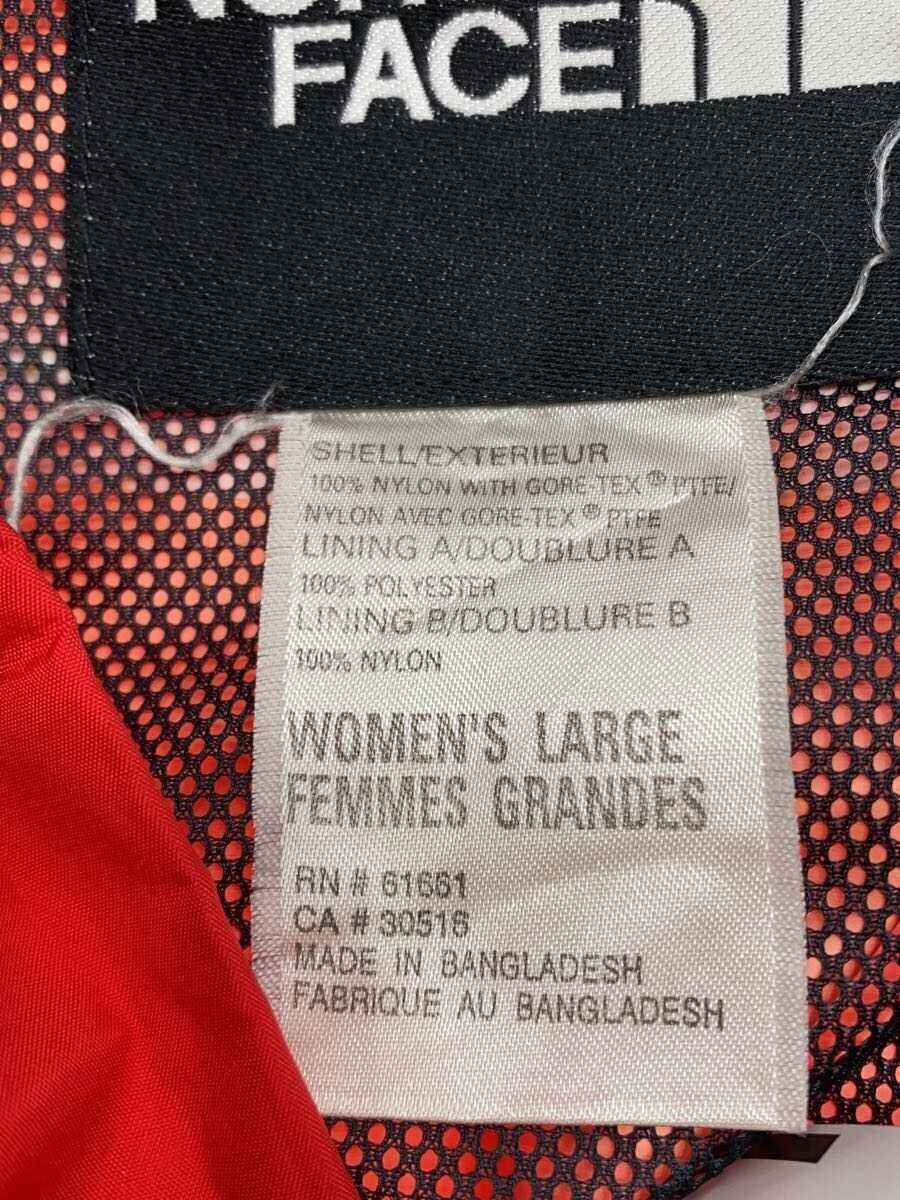 FACE
SHELL/EXTERIEUR
100% NYLON WITH GORE-TEX® PTFE/
NYLON AVEC GORE-TEX® PTFE
LINING A/DOUBLURE A
100% POLYESTER
LINING B/DOUBLURE B
100% NYLON
WOMEN'S LARGE
FEMMES GRANDES
RN # 61661
CA # 30516
MADE IN BANGLADESH
FABRIQUE AU BANGLADESH